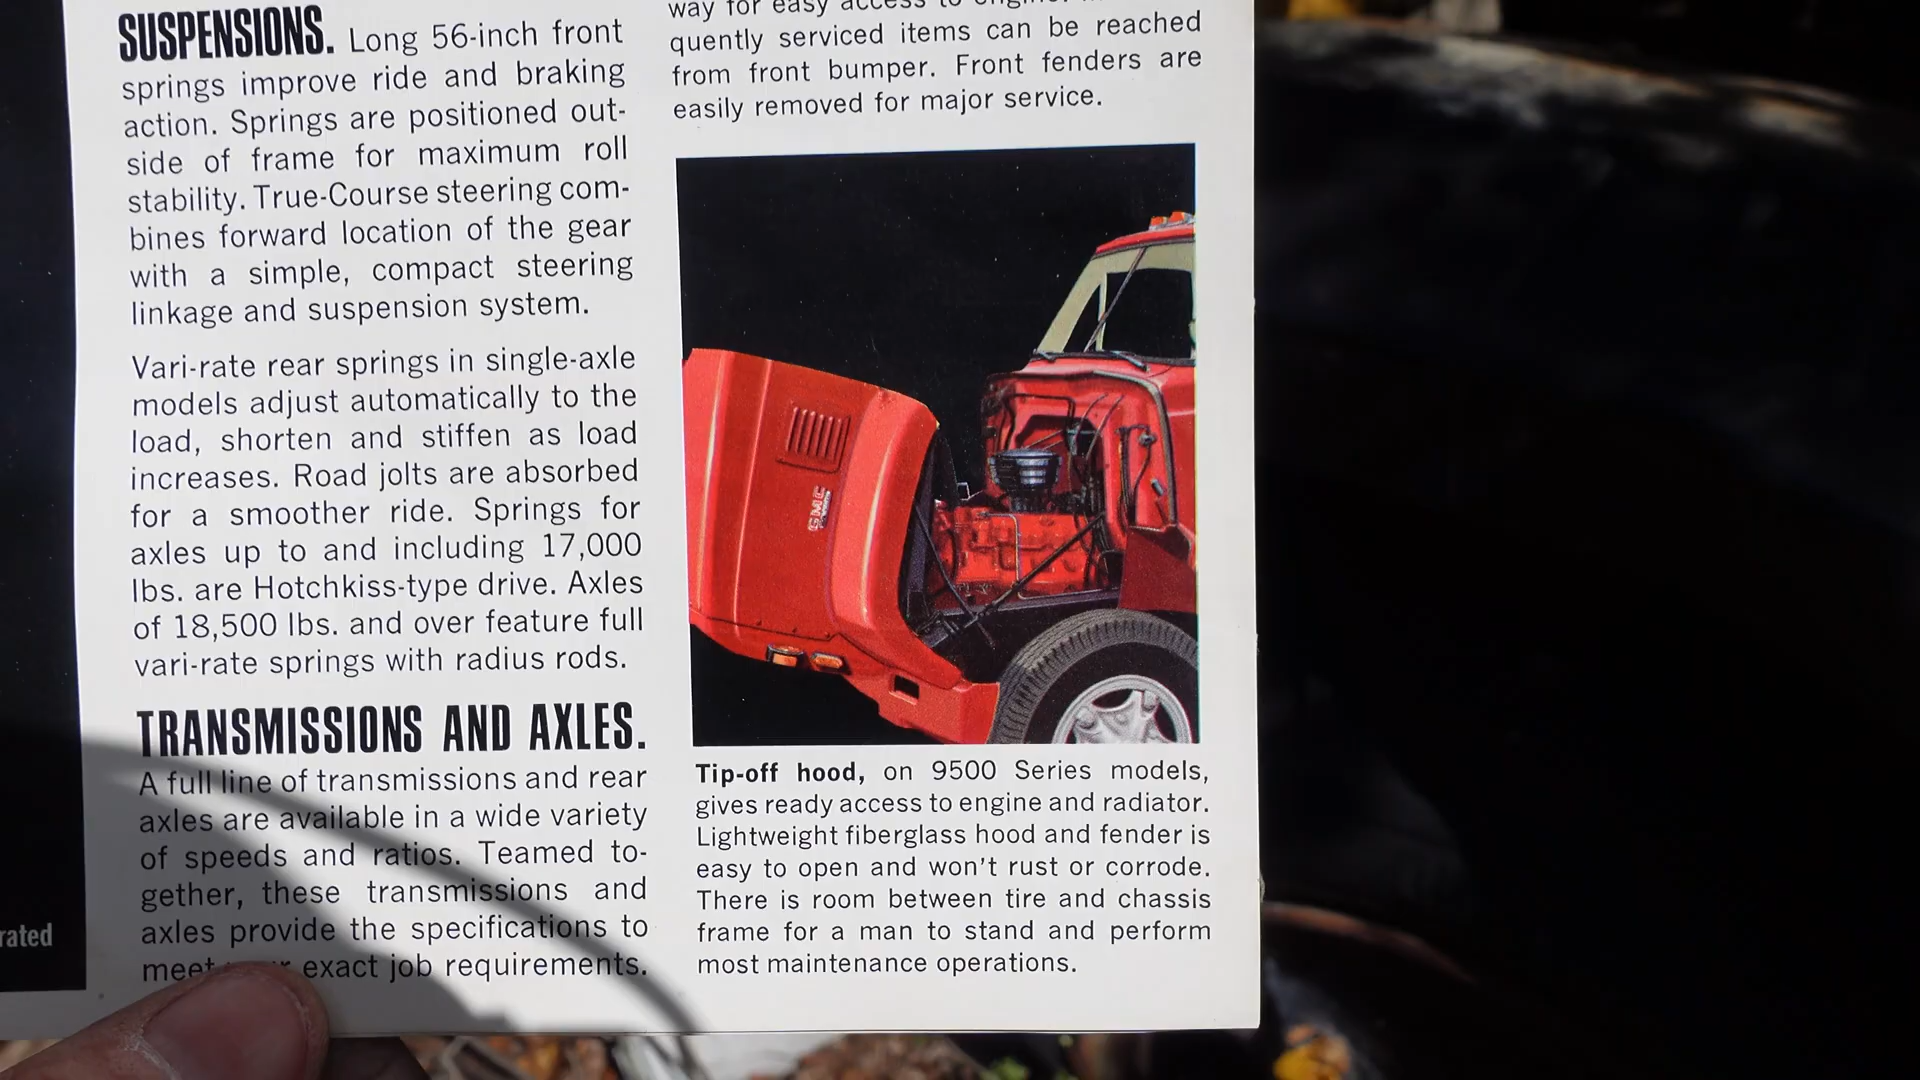 rated
SUSPENSIONS. Long 56-inch front
springs improve ride and braking
action. Springs are positioned out-
side of frame for maximum roll
stability. True-Course steering com-
bines forward location of the gear
with a simple, compact steering
linkage and suspension system.
Vari-rate rear springs in single-axle
models adjust automatically to the
load, shorten and stiffen as load
increases. Road jolts are absorbed
for a smoother ride. Springs for
axles up to and including 17,000
lbs. are Hotchkiss-type drive. Axles
of 18,500 lbs. and over feature full
vari-rate springs with radius rods.
TRANSMISSIONS AND AXLES.
A full line of transmissions and rear
axles are available in a wide variety
of speeds and ratios. Teamed to-
gether, these transmissions and
axles provide the specifications to
meet exact job requirements.
way for easy access to
quently serviced items can be reached
from front bumper. Front fenders are
easily removed for major service.
GMC
Tip-off hood, on 9500 Series models,
gives ready access to engine and radiator.
Lightweight fiberglass hood and fender is
easy to open and won't rust or corrode.
There is room between tire and chassis
frame for a man to stand and perform
most maintenance operations.